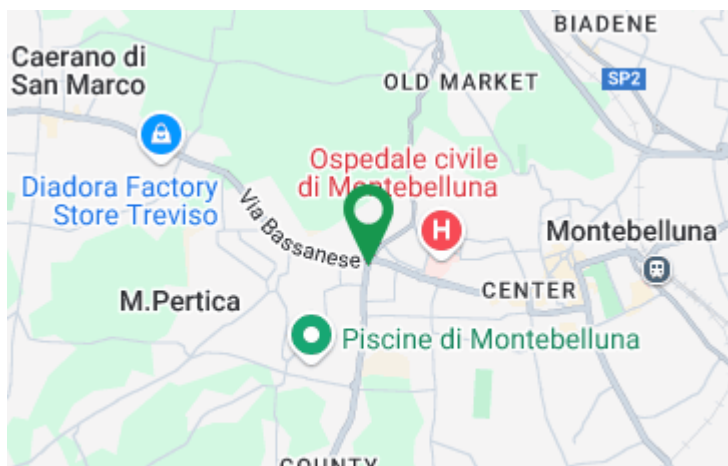 BIADENE
Caerano di
San Marco
OLD MARKET
SP2
Ospedale civile
di Montebelluna
Diadora Factory
Store Treviso
Via Bassanese
H
Montebelluna
M.Pertica
CENTER
Piscine di Montebelluna
COUNTY